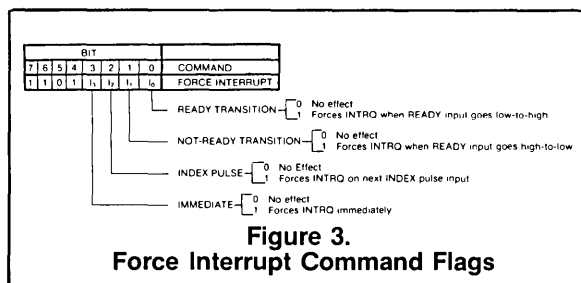 BIT
7 6 5 4 3 2 1 0 COMMAND
1 1 0 1 I₃ I₂ I₁ I₀ FORCE INTERRUPT
READY TRANSITION 0 No effect
1 Forces INTRQ when READY input goes low-to-high
NOT-READY TRANSITION 0 No effect
1 Forces INTRQ when READY input goes high-to-low
INDEX PULSE 0 No Effect
1 Forces INTRQ on next INDEX pulse input
IMMEDIATE 0 No effect
1 Forces INTRQ immediately
Figure 3.
Force Interrupt Command Flags